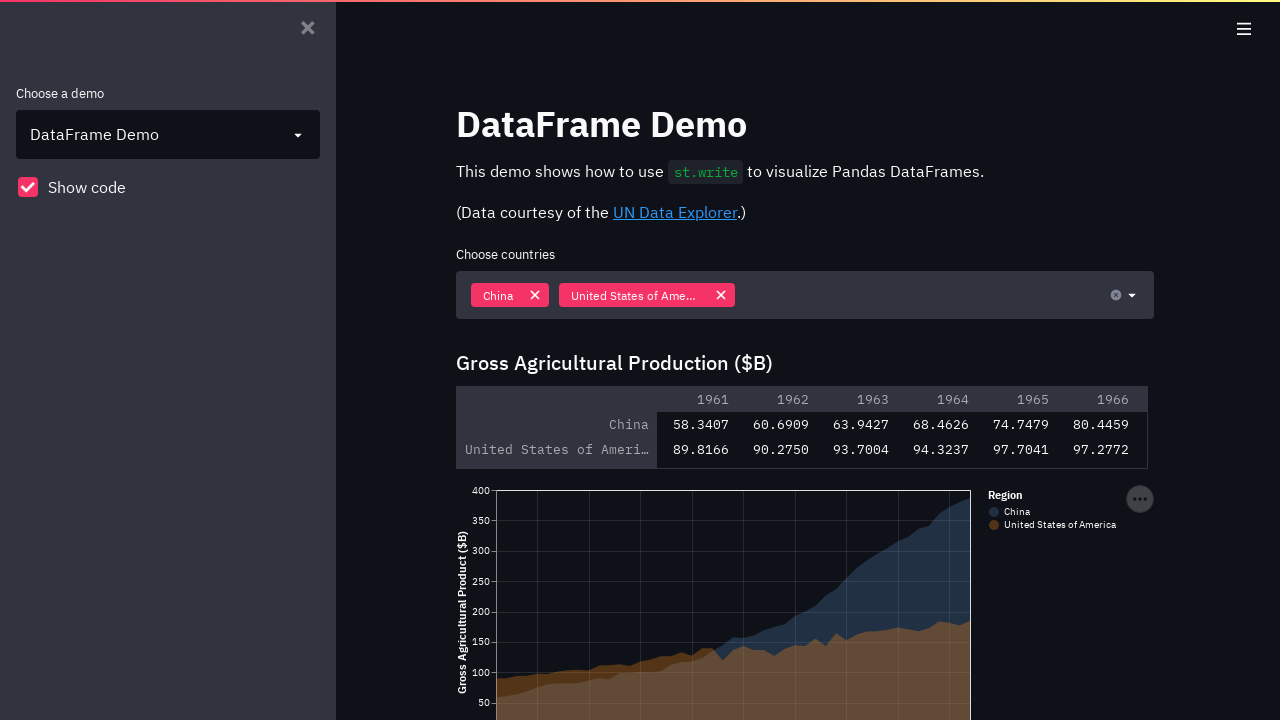 Choose a demo
DataFrame Demo
Show code
DataFrame Demo
This demo shows how to use st.write to visualize Pandas DataFrames.
(Data courtesy of the UN Data Explorer.)
Choose countries
China
United States of Ame…
Gross Agricultural Production ($B)
1961 1962 1963 1964 1965 1966
China 58.3407 60.6909 63.9427 68.4626 74.7479 80.4459
United States of Ameri… 89.8166 90.2750 93.7004 94.3237 97.7041 97.2772
400
350
300
250
200
150
100
50
Gross Agricultural Product ($B)
Region
China
United States of America